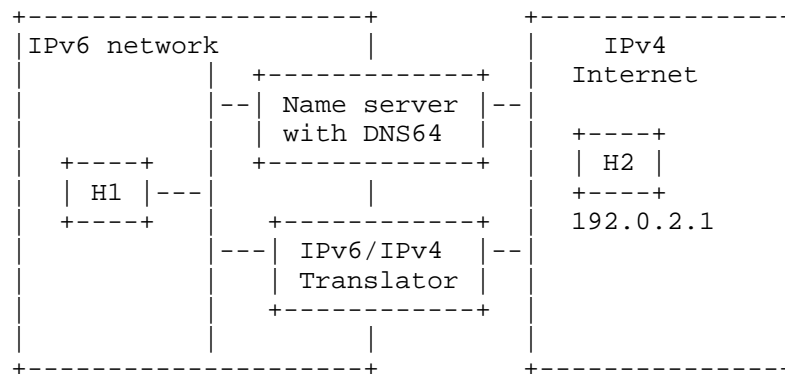 IPv6 network
IPv4
Internet
Name server
with DNS64
H1
H2
192.0.2.1
IPv6/IPv4
Translator